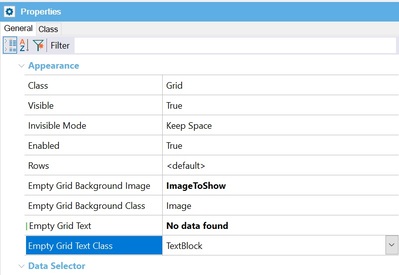 Properties
General Class
Filter
Appearance
Class Grid
Visible True
Invisible Mode Keep Space
Enabled True
Rows <default>
Empty Grid Background Image ImageToShow
Empty Grid Background Class Image
Empty Grid Text No data found
Empty Grid Text Class TextBlock
Data Selector